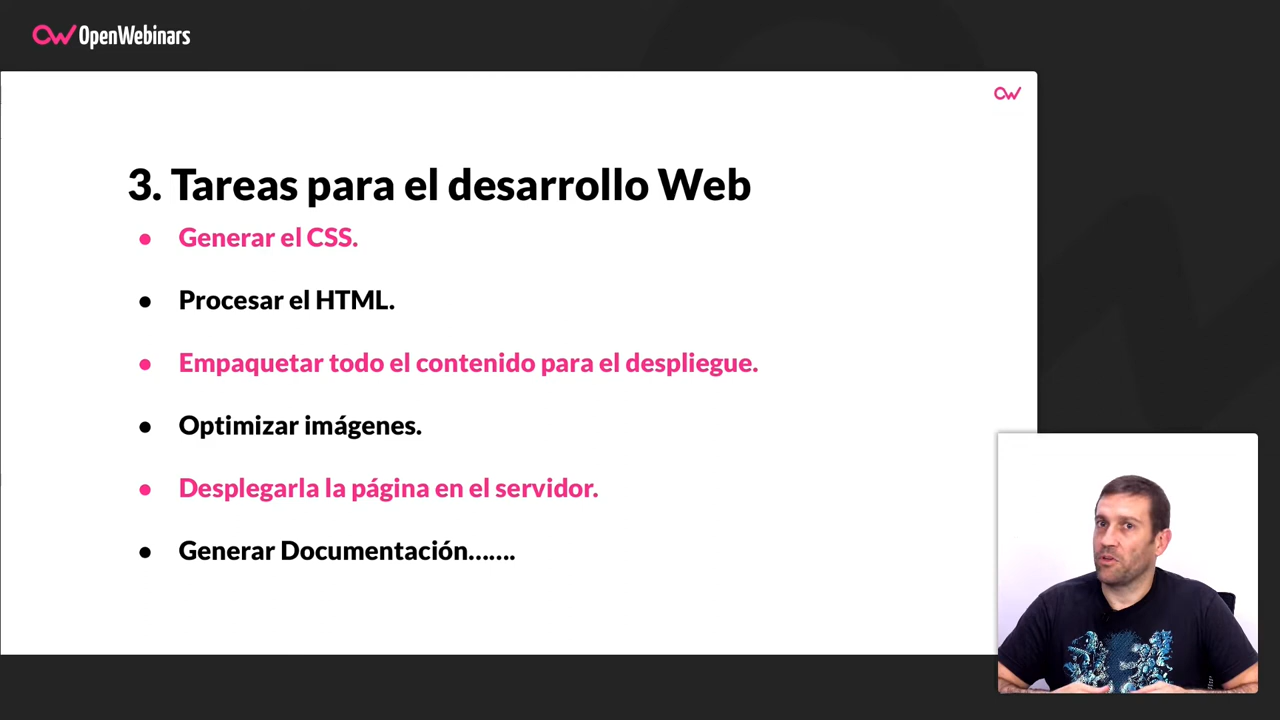 OpenWebinars
3. Tareas para el desarrollo Web
● Generar el CSS.
● Procesar el HTML.
● Empaquetar todo el contenido para el despliegue.
● Optimizar imágenes.
● Desplegarla la página en el servidor.
● Generar Documentación.......